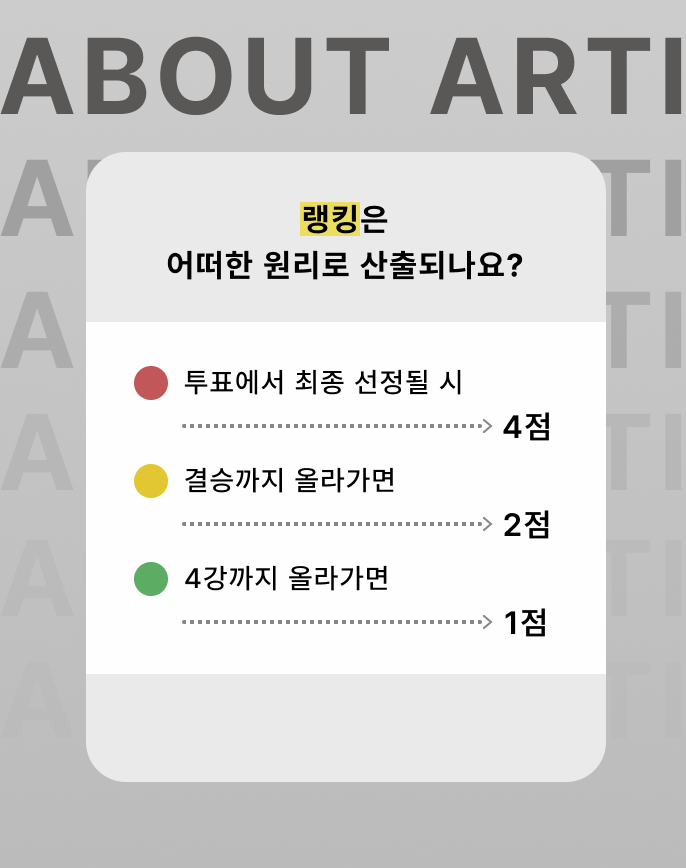 ABOUT ARTI
A TI
A TI
A TI
A TI
A TI
랭킹은
어떠한 원리로 산출되나요?
투표에서 최종 선정될 시
4점
결승까지 올라가면
2점
4강까지 올라가면
1점